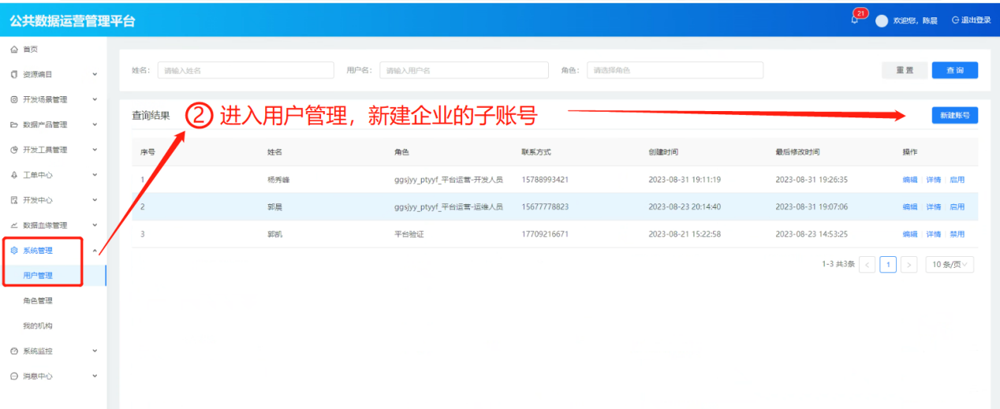 公共数据运营管理平台
21
欢迎您，陈晨 退出登录
首页
资源编目
开发场景管理
数据产品管理
开发工具管理
工单中心
开发中心
数据血缘管理
系统管理
用户管理
角色管理
我的机构
系统监控
消息中心
姓名： 请输入姓名 用户名： 请输入用户名 角色： 请选择角色 重置 查询
查询结果 ② 进入用户管理，新建企业的子账号 新建账号
序号 姓名 角色 联系方式 创建时间 最后修改时间 操作
1 杨秀峰 ggsjyy_ptyyf_平台运营-开发人员 15788993421 2023-08-31 19:11:19 2023-08-31 19:26:35 编辑 详情 启用
2 郭晨 ggsjyy_ptyyf_平台运营-运维人员 15677778823 2023-08-23 20:14:40 2023-08-31 19:07:06 编辑 详情 启用
3 郭凯 平台验证 17709216671 2023-08-21 15:22:58 2023-08-23 14:53:25 编辑 详情 禁用
1-3 共3条 < 1 > 10 条/页